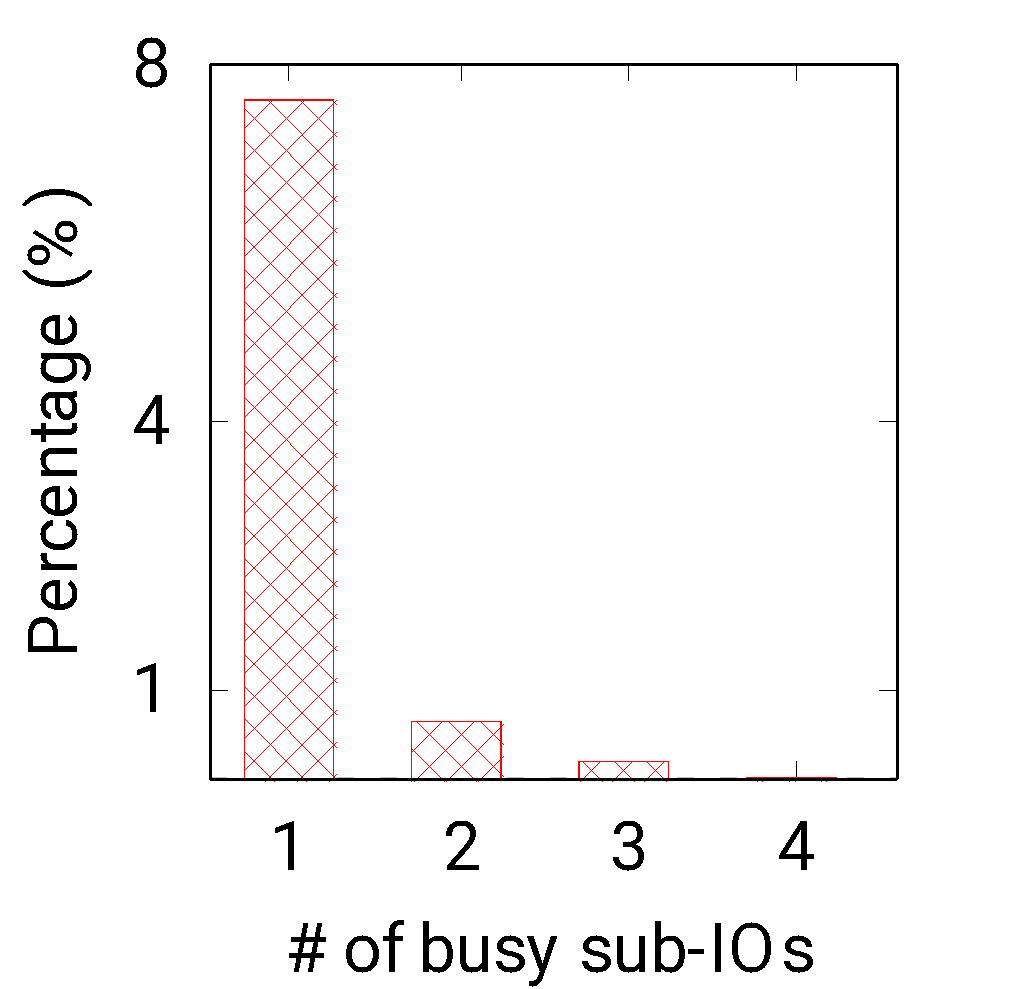 8
4
1
Percentage (%)
1 2 3 4
# of busy sub-IOs